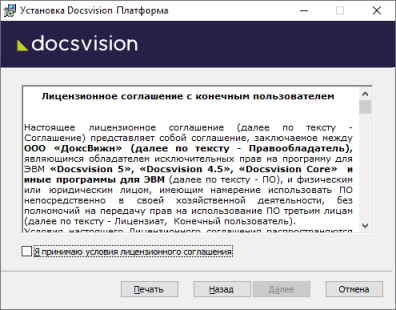 Установка Docsvision Платформа
docsvision
Лицензионное соглашение с конечным пользователем
Настоящее лицензионное соглашение (далее по тексту -
Соглашение) представляет собой соглашение, заключаемое между
ООО «ДоксВижн» (далее по тексту - Правообладатель),
являющимся обладателем исключительных прав на программу для
ЭВМ «Docsvision 5», «Docsvision 4.5», «Docsvision Core» и
иные программы для ЭВМ (далее по тексту - ПО), и физическим
или юридическим лицом, имеющим намерение использовать ПО
непосредственно в своей хозяйственной деятельности, без
полномочий на передачу прав на использование ПО третьим лицам
(далее по тексту - Лицензиат, Конечный пользователь).
Условия настоящего Лицензионного соглашения распространяются
Я принимаю условия лицензионного соглашения
Печать Назад Далее Отмена